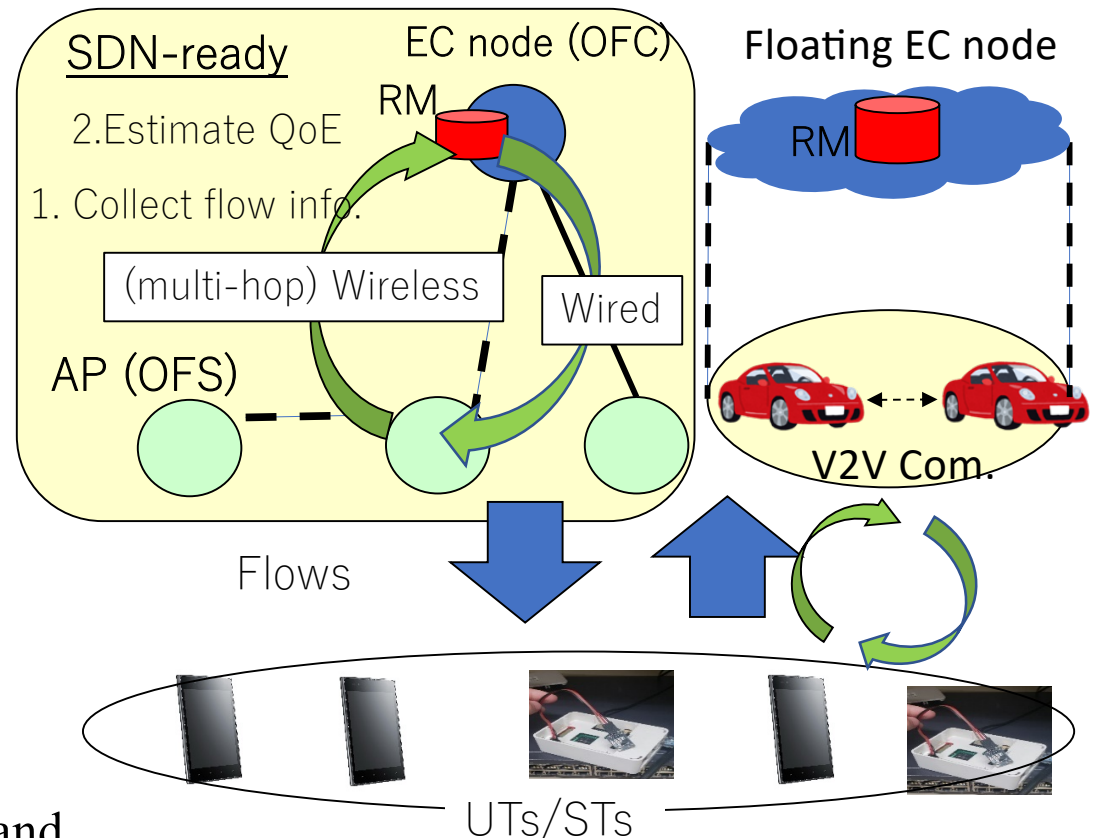 SDN-ready
EC node (OFC)
Floating EC node
RM
RM
2.Estimate QoE
1. Collect flow info.
(multi-hop) Wireless
Wired
AP (OFS)
V2V Com.
Flows
UTs/STs
and